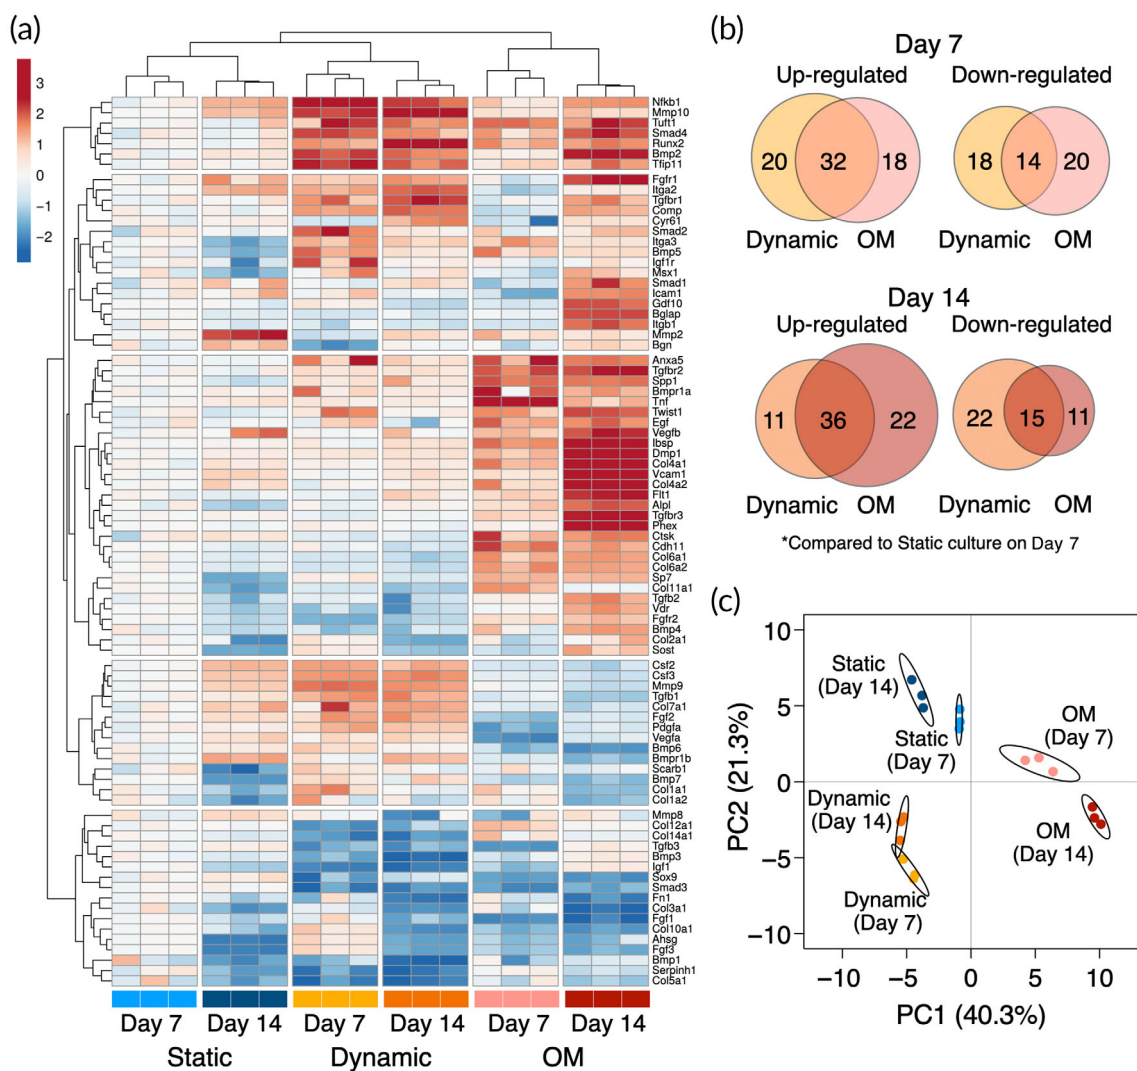 (a)
3
2
1
0
−1
−2
Nfkb1
Mmp10
Tuft1
Smad4
Runx2
Bmp2
Tfip11
Fgfr1
Itga2
Tgfbr1
Comp
Cyr61
Smad2
Itga3
Bmp5
Igf1r
Msx1
Smad1
Icam1
Gdf10
Bglap
Itgb1
Mmp2
Bgn
Anxa5
Tgfbr2
Spp1
Bmpr1a
Tnf
Twist1
Egf
Vegfb
Ibsp
Dmp1
Col4a1
Vcam1
Col4a2
Flt1
Alpl
Tgfbr3
Phex
Ctsk
Cdh11
Col6a1
Col6a2
Sp7
Col11a1
Tgfb2
Vdr
Fgfr2
Bmp4
Col2a1
Sost
Csf2
Csf3
Mmp9
Tgfb1
Col7a1
Fgf2
Pdgfa
Vegfa
Bmp6
Bmpr1b
Scarb1
Bmp7
Col1a1
Col1a2
Mmp8
Col12a1
Col14a1
Tgfb3
Bmp3
Igf1
Sox9
Smad3
Fn1
Col3a1
Fgf1
Col10a1
Ahsg
Fgf3
Bmp1
Serpinh1
Col5a1
Day 7 Day 14 Day 7 Day 14 Day 7 Day 14
Static Dynamic OM
(b)
Day 7
Up-regulated Down-regulated
20 32 18 18 14 20
Dynamic OM Dynamic OM
Day 14
Up-regulated Down-regulated
11 36 22 22 15 11
Dynamic OM Dynamic OM
*Compared to Static culture on Day 7
(c)
PC2 (21.3%)
10
5
0
−5
−10
Static
(Day 14)
Static
(Day 7)
OM
(Day 7)
Dynamic
(Day 14)
OM
(Day 14)
Dynamic
(Day 7)
−10 −5 0 5 10
PC1 (40.3%)